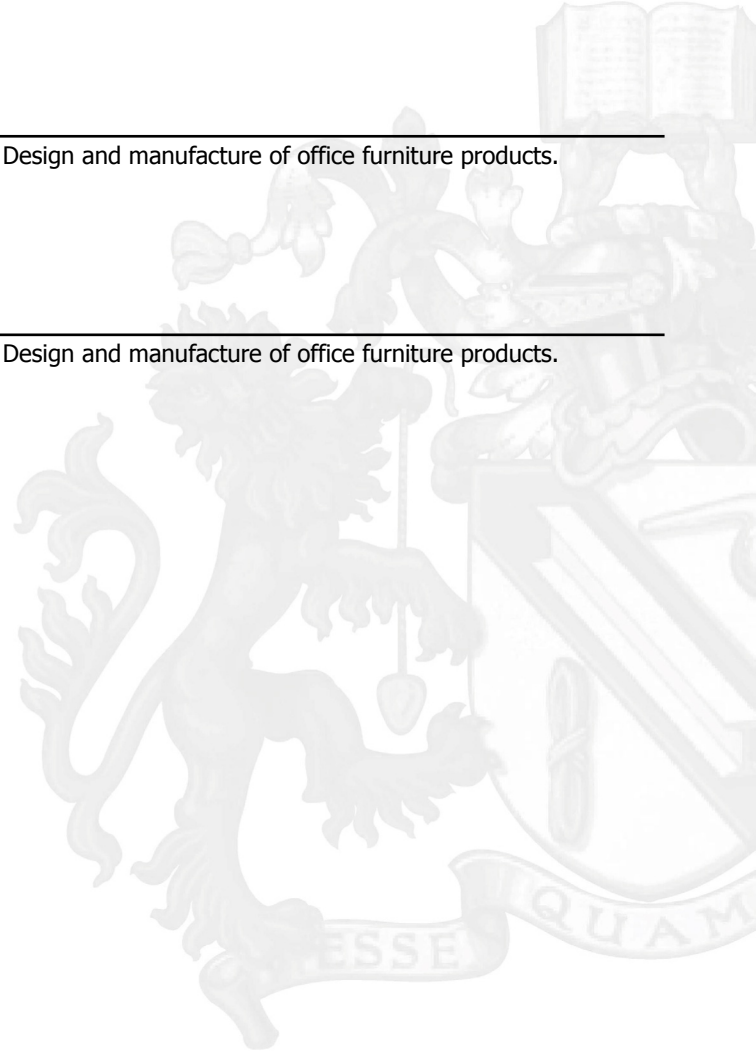 Design and manufacture of office furniture products.
Design and manufacture of office furniture products.
ESSE
QUAM